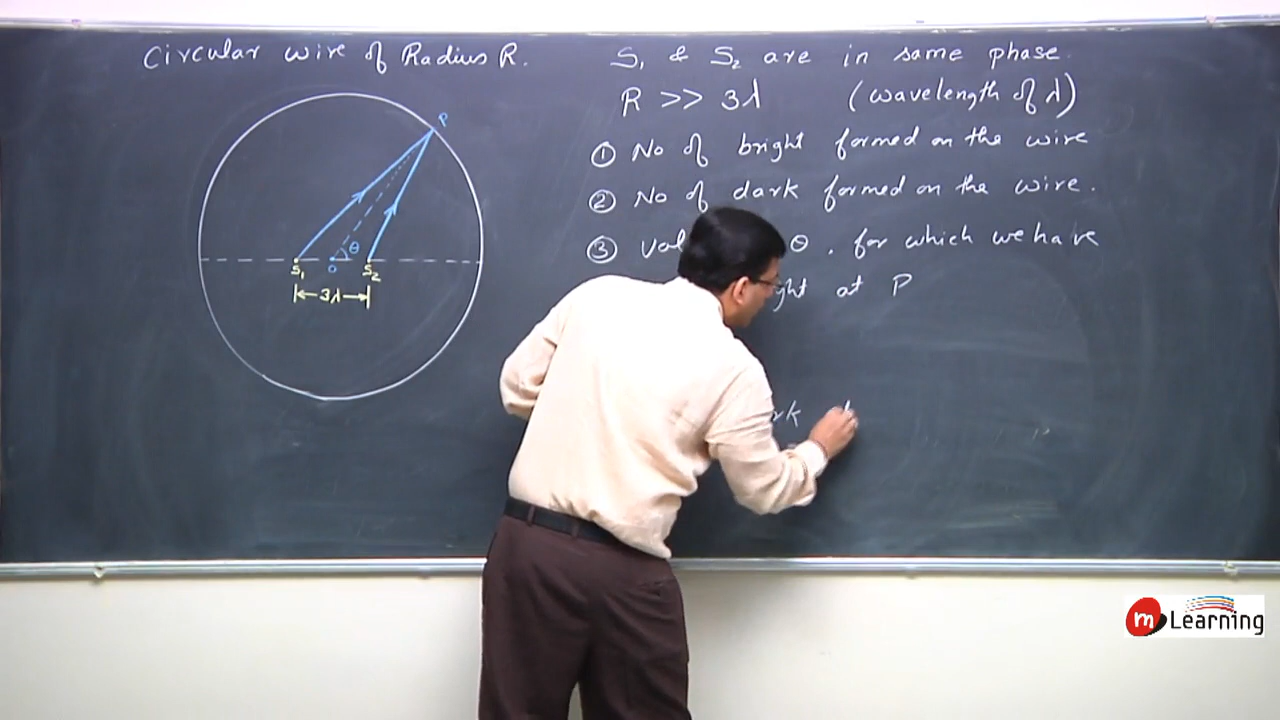 Circular wire of Radius R.
S₁ & S₂ are in same phase.
R >> 3λ (wavelength of λ)
① No of bright formed on the wire
② No of dark formed on the wire.
③ θ . for which we have
at P
P
θ
S₁ O S₂
3λ
m Learning